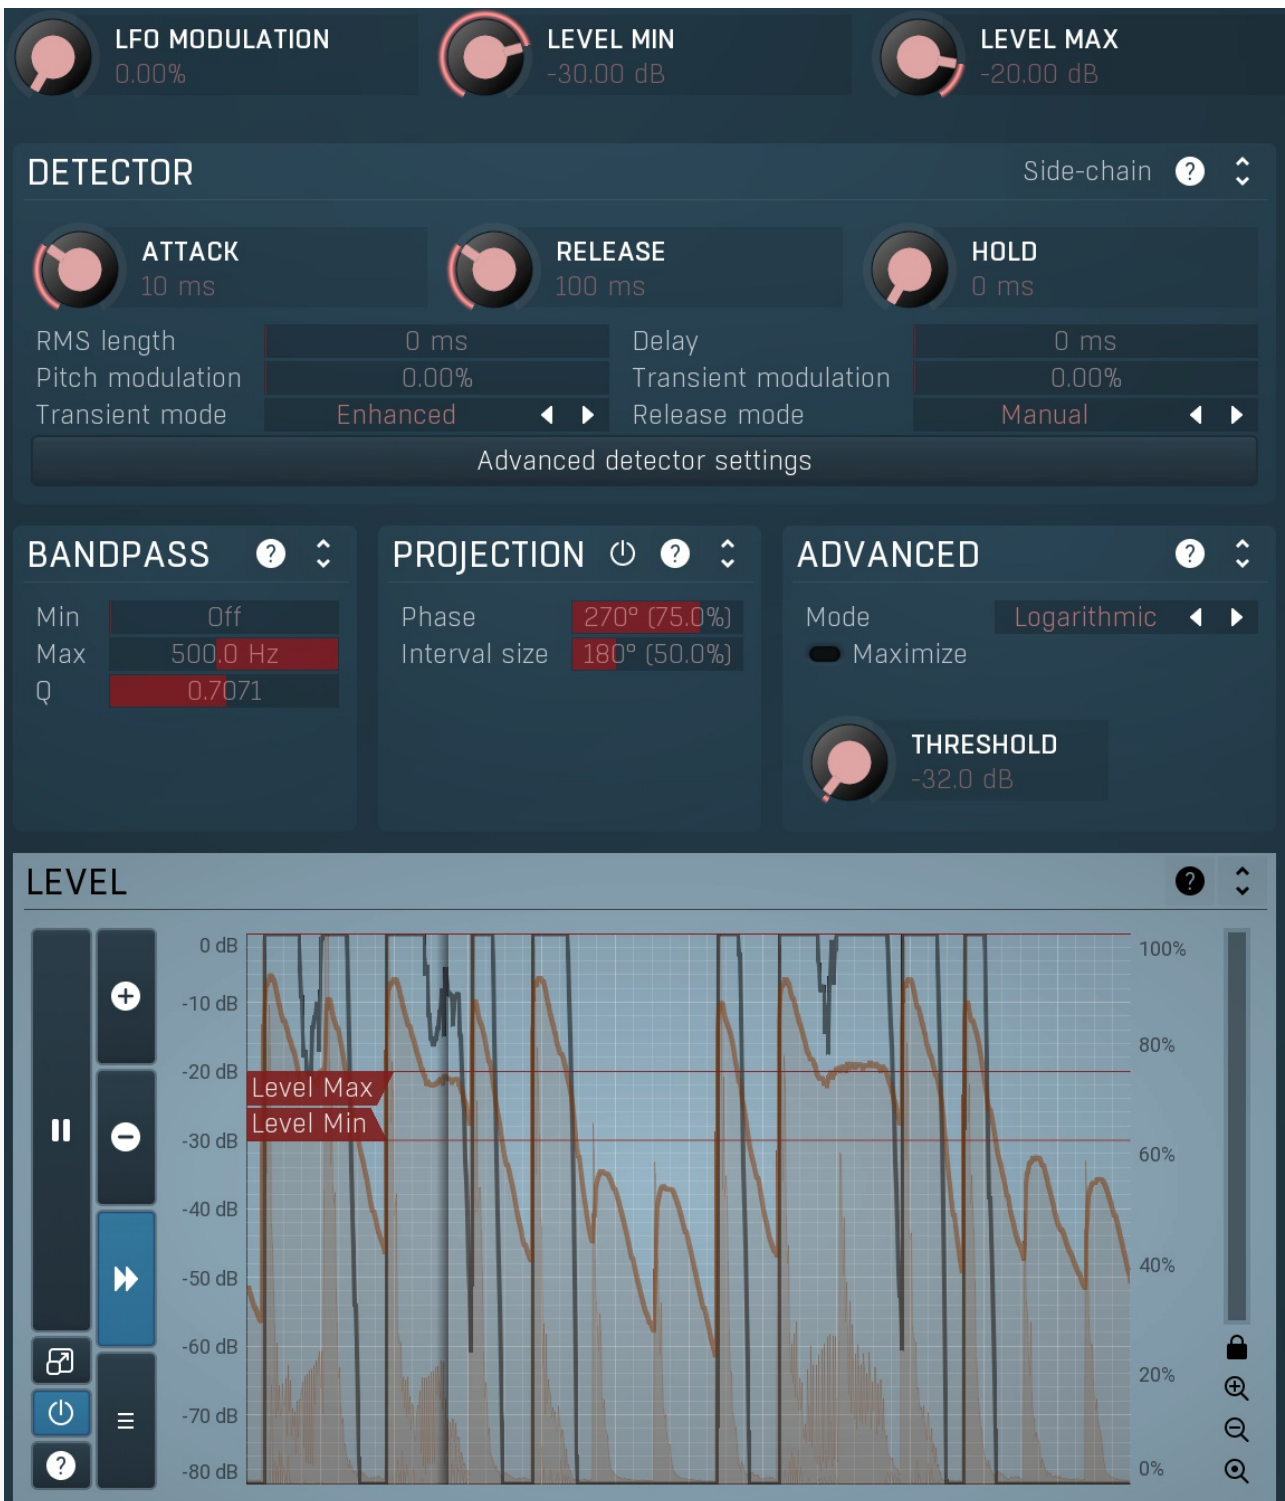 LFO MODULATION LEVEL MIN LEVEL MAX
0.00% -30.00 dB -20.00 dB
DETECTOR Side-chain ?
ATTACK RELEASE HOLD
10 ms 100 ms 0 ms
RMS length 0 ms Delay 0 ms
Pitch modulation 0.00% Transient modulation 0.00%
Transient mode Enhanced Release mode Manual
Advanced detector settings
BANDPASS ? PROJECTION ? ADVANCED ?
Min Off Phase 270° (75.0%) Mode Logarithmic
Max 500.0 Hz Interval size 180° (50.0%) Maximize
Q 0.7071
THRESHOLD
-32.0 dB
LEVEL ?
0 dB 100%
-10 dB
80%
-20 dB
Level Max
Level Min
-30 dB
60%
-40 dB
40%
-50 dB
-60 dB
20%
-70 dB
-80 dB 0%
?